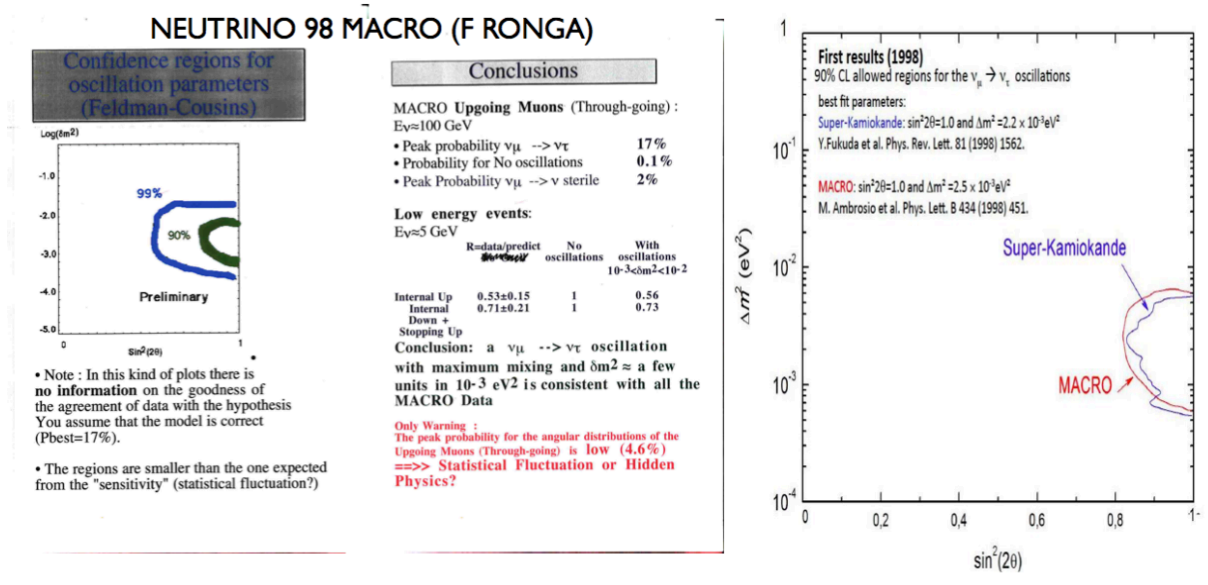 NEUTRINO 98 MACRO (F RONGA)
Confidence regions for
oscillation parameters
(Feldman-Cousins)
Log(δm2)
-1.0
-2.0
-3.0
-4.0
-5.0
99%
90%
Preliminary
0
1
Sin²(2θ)
• Note : In this kind of plots there is
no information on the goodness of
the agreement of data with the hypothesis
You assume that the model is correct
(Pbest=17%).
• The regions are smaller than the one expected
from the "sensitivity" (statistical fluctuation?)
Conclusions
MACRO Upgoing Muons (Through-going) :
Eν≈100 GeV
• Peak probability νμ --> ντ 17%
• Probability for No oscillations 0.1%
• Peak Probability νμ --> ν sterile 2%
Low energy events:
Eν≈5 GeV
R=data/predict No With
oscillations oscillations
10-3<δm2<10-2
Internal Up 0.53±0.15 1 0.56
Internal 0.71±0.21 1 0.73
Down +
Stopping Up
Conclusion: a νμ --> ντ oscillation
with maximum mixing and δm2 ≈ a few
units in 10-3 eV2 is consistent with all the
MACRO Data
Only Warning :
The peak probability for the angular distributions of the
Upgoing Muons (Through-going) is low (4.6%)
==>> Statistical Fluctuation or Hidden
Physics?
First results (1998)
90% CL allowed regions for the νμ → ντ oscillations
best fit parameters:
Super-Kamiokande: sin²2θ=1.0 and Δm² =2.2 x 10⁻³eV²
Y.Fukuda et al. Phys. Rev. Lett. 81 (1998) 1562.
MACRO: sin²2θ=1.0 and Δm² =2.5 x 10⁻³eV²
M. Ambrosio et al. Phys. Lett. B 434 (1998) 451.
Super-Kamiokande
MACRO
Δm² (eV²)
1
10⁻¹
10⁻²
10⁻³
10⁻⁴
0
0,2
0,4
0,6
0,8
1
sin²(2θ)